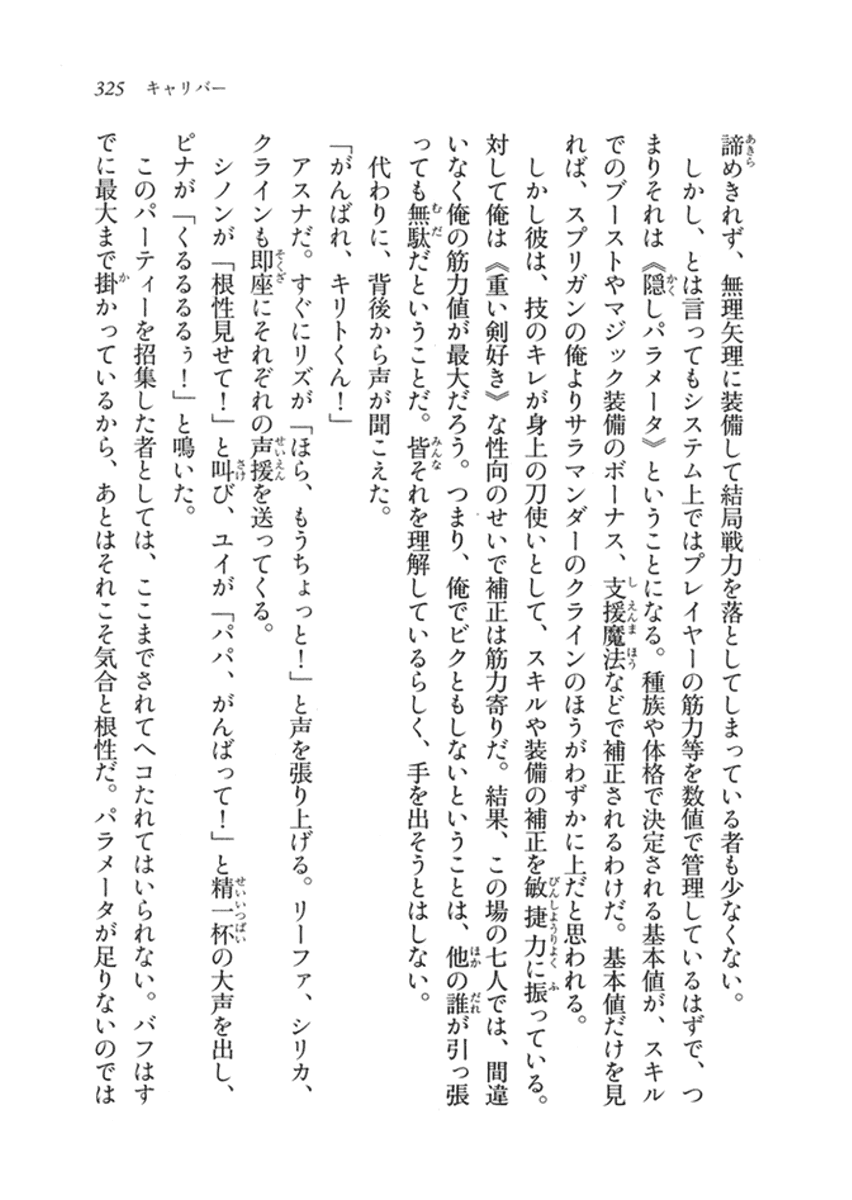 325 キャリバー
諦めきれず、無理矢理に装備して結局戦力を落としてしまっている者も少なくない。
しかし、とは言ってもシステム上ではプレイヤーの筋力等を数値で管理しているはずで、つ
まりそれは《隠しパラメータ》ということになる。種族や体格で決定される基本値が、スキル
でのブーストやマジック装備のボーナス、支援魔法などで補正されるわけだ。基本値だけを見
れば、スプリガンの俺よりサラマンダーのクラインのほうがわずかに上だと思われる。
しかし彼は、技のキレが身上の刀使いとして、スキルや装備の補正を敏捷力に振っている。
対して俺は《重い剣好き》な性向のせいで補正は筋力寄りだ。結果、この場の七人では、間違
いなく俺の筋力値が最大だろう。つまり、俺でビクともしないということは、他の誰が引っ張
っても無駄だということだ。皆それを理解しているらしく、手を出そうとはしない。
代わりに、背後から声が聞こえた。
「がんばれ、キリトくん！」
アスナだ。すぐにリズが「ほら、もうちょっと！」と声を張り上げる。リーファ、シリカ、
クラインも即座にそれぞれの声援を送ってくる。
シノンが「根性見せて！」と叫び、ユイが「パパ、がんばって！」と精一杯の大声を出し、
ピナが「くるるるるぅ！」と鳴いた。
このパーティーを招集した者としては、ここまでされてヘコたれてはいられない。バフはす
でに最大まで掛かっているから、あとはそれこそ気合と根性だ。パラメータが足りないのでは